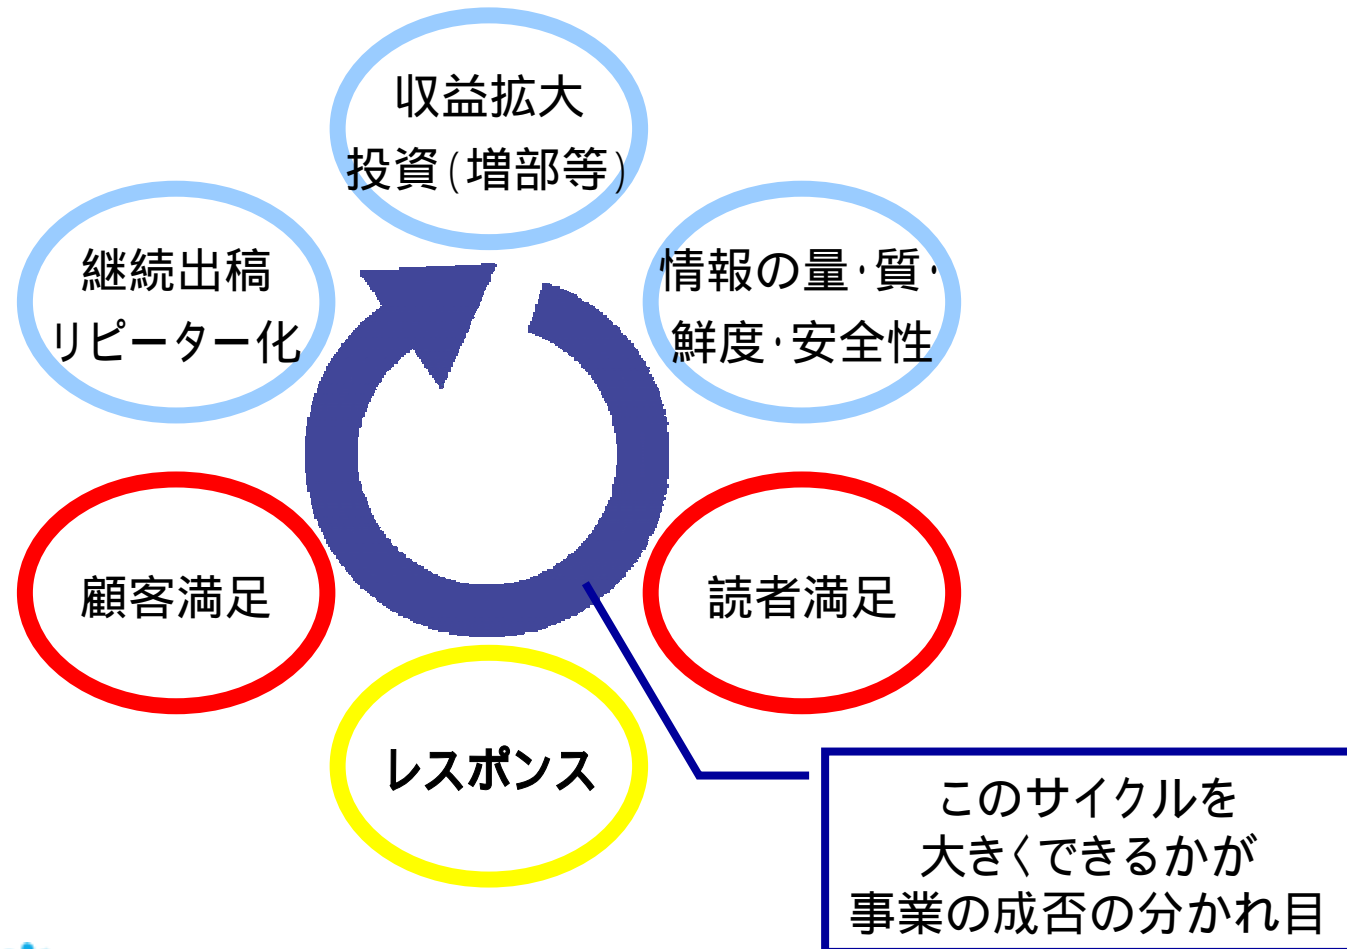 収益拡大
投資(増部等)
情報の量・質・
鮮度・安全性
読者満足
レスポンス
顧客満足
継続出稿
リピーター化
このサイクルを
大きくできるかが
事業の成否の分かれ目